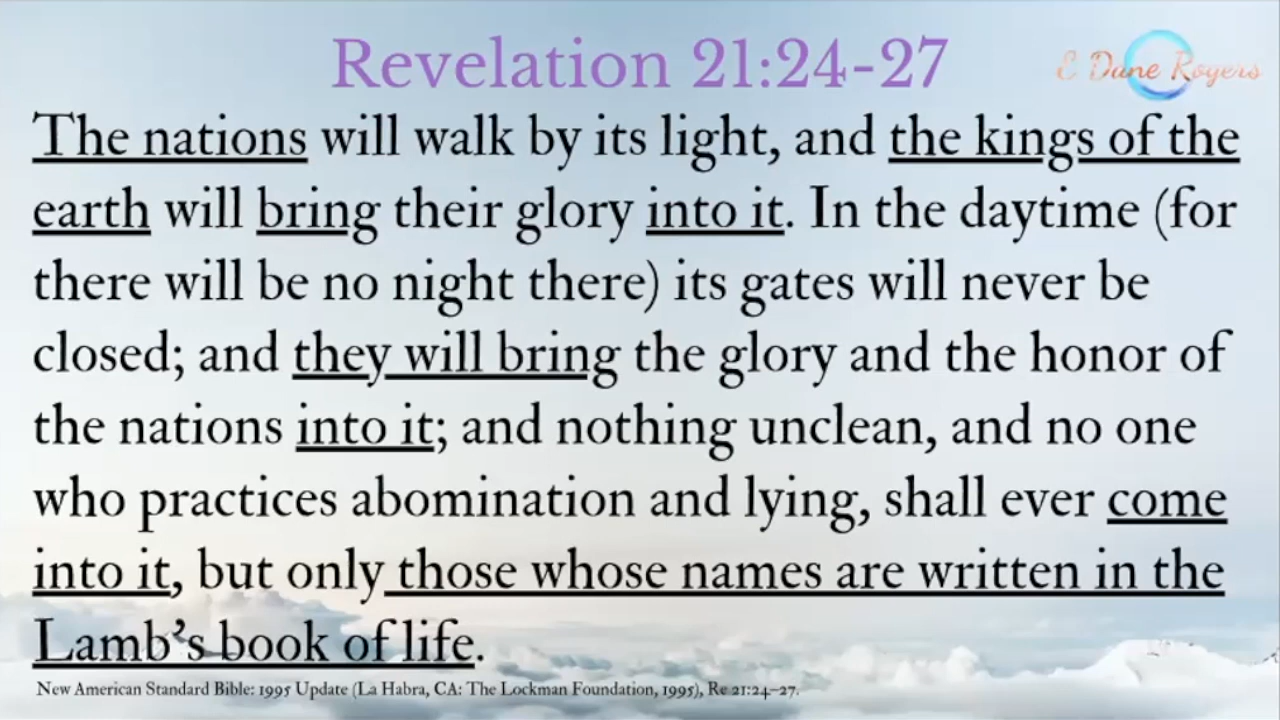 Revelation 21:24-27
E Dane Rogers
The nations will walk by its light, and the kings of the
earth will bring their glory into it. In the daytime (for
there will be no night there) its gates will never be
closed; and they will bring the glory and the honor of
the nations into it; and nothing unclean, and no one
who practices abomination and lying, shall ever come
into it, but only those whose names are written in the
Lamb's book of life.
New American Standard Bible: 1995 Update (La Habra, CA: The Lockman Foundation, 1995), Re 21:24–27.